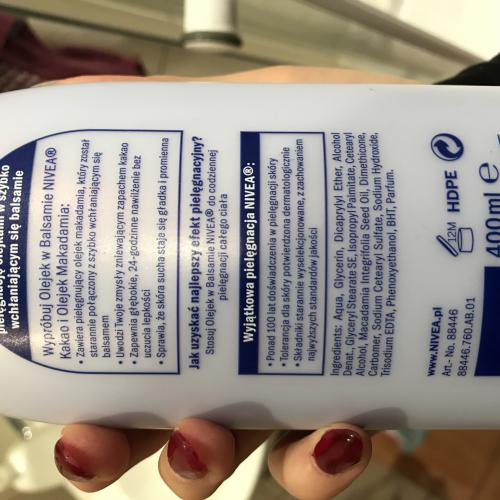 pielęgnację olejkami w szybko
wchłaniającym się balsamie
Wypróbuj Olejek w Balsamie NIVEA®
Kakao i Olejek Makadamia:
• Zawiera pielęgnujący olejek makadamia, który został
starannie połączony z szybko wchłaniającym się
balsamem
• Uwodzi Twoje zmysły zniewalającym zapachem kakao
• Zapewnia głębokie, 24-godzinne nawilżenie bez
uczucia lepkości
• Sprawia, że skóra sucha staje się gładka i promienna
Jak uzyskać najlepszy efekt pielęgnacyjny?
Stosuj Olejek w Balsamie NIVEA® do codziennej
pielęgnacji całego ciała
Wyjątkowa pielęgnacja NIVEA®:
• Ponad 100 lat doświadczenia w pielęgnacji skóry
• Tolerancja dla skóry potwierdzona dermatologicznie
• Składniki starannie wyselekcjonowane, z zachowaniem
najwyższych standardów jakości
Ingredients: Aqua, Glycerin, Dicaprylyl Ether, Alcohol
Denat, Glyceryl Stearate SE, Isopropyl Palmitate, Cetearyl
Alcohol, Macadamia Integrifolia Seed Oil, Dimethicone,
Carbomer, Sodium Cetearyl Sulfate, Sodium Hydroxide,
Trisodium EDTA, Phenoxyethanol, BHT, Parfum.
www.NIVEA.pl
Art.- No. 88446
88446.760.AB.01
12M
HDPE
400 ml e